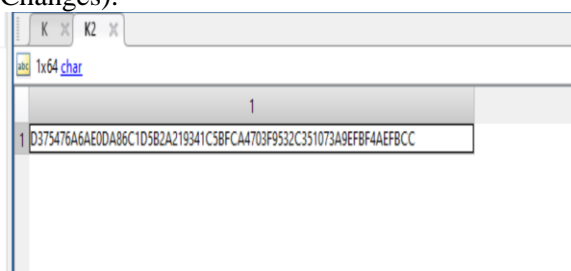 Changes).
K K2
1x64 char
1
1 D375476A6AE0DA86C1D5B2A219341C5BFCA4703F9532C351073A9EFBF4AEFBCC